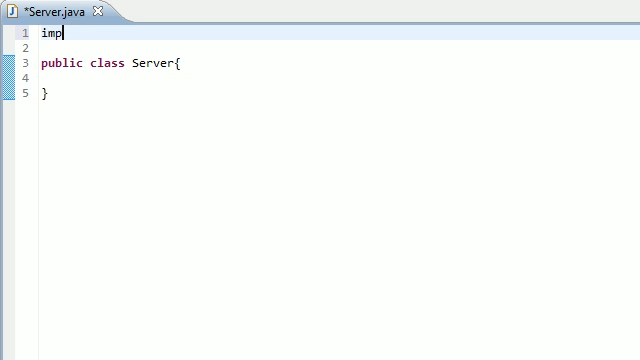 *Server.java
1 imp
2
3 public class Server{
4
5 }